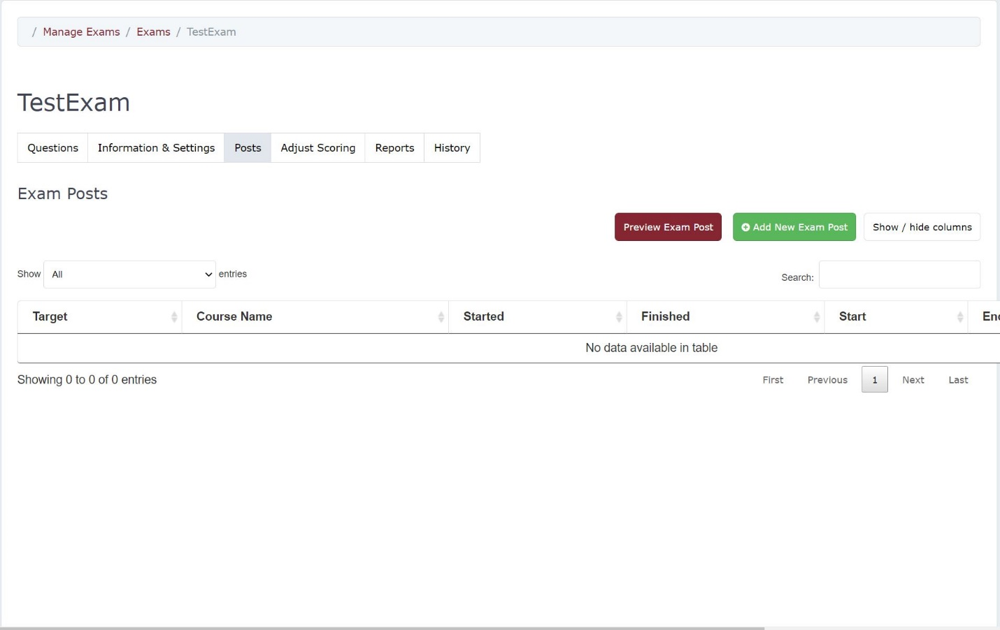 / Manage Exams / Exams / TestExam
TestExam
Questions Information & Settings Posts Adjust Scoring Reports History
Exam Posts
Preview Exam Post Add New Exam Post Show / hide columns
Show All entries Search:
Target Course Name Started Finished Start
No data available in table
Showing 0 to 0 of 0 entries First Previous 1 Next Last